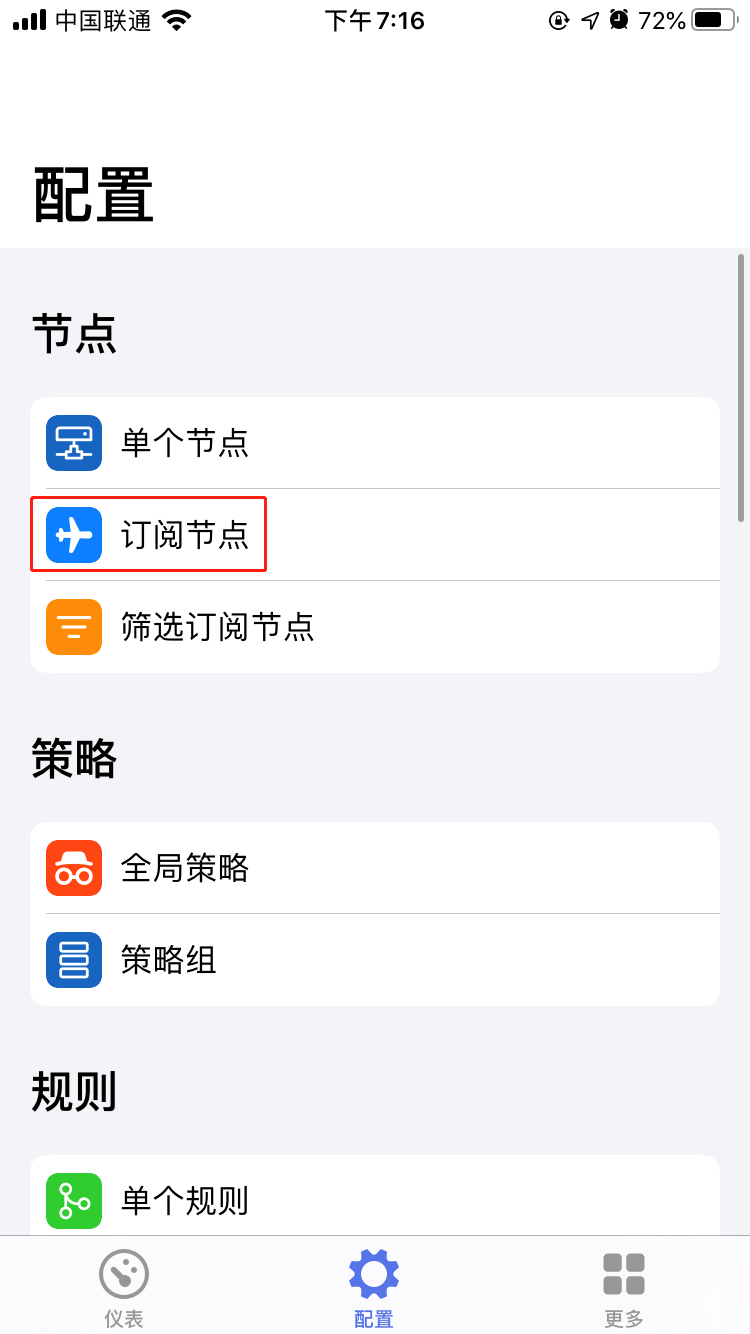 中国联通 下午7:16 72%
配置
节点
单个节点
订阅节点
筛选订阅节点
策略
全局策略
策略组
规则
单个规则
仪表 配置 更多